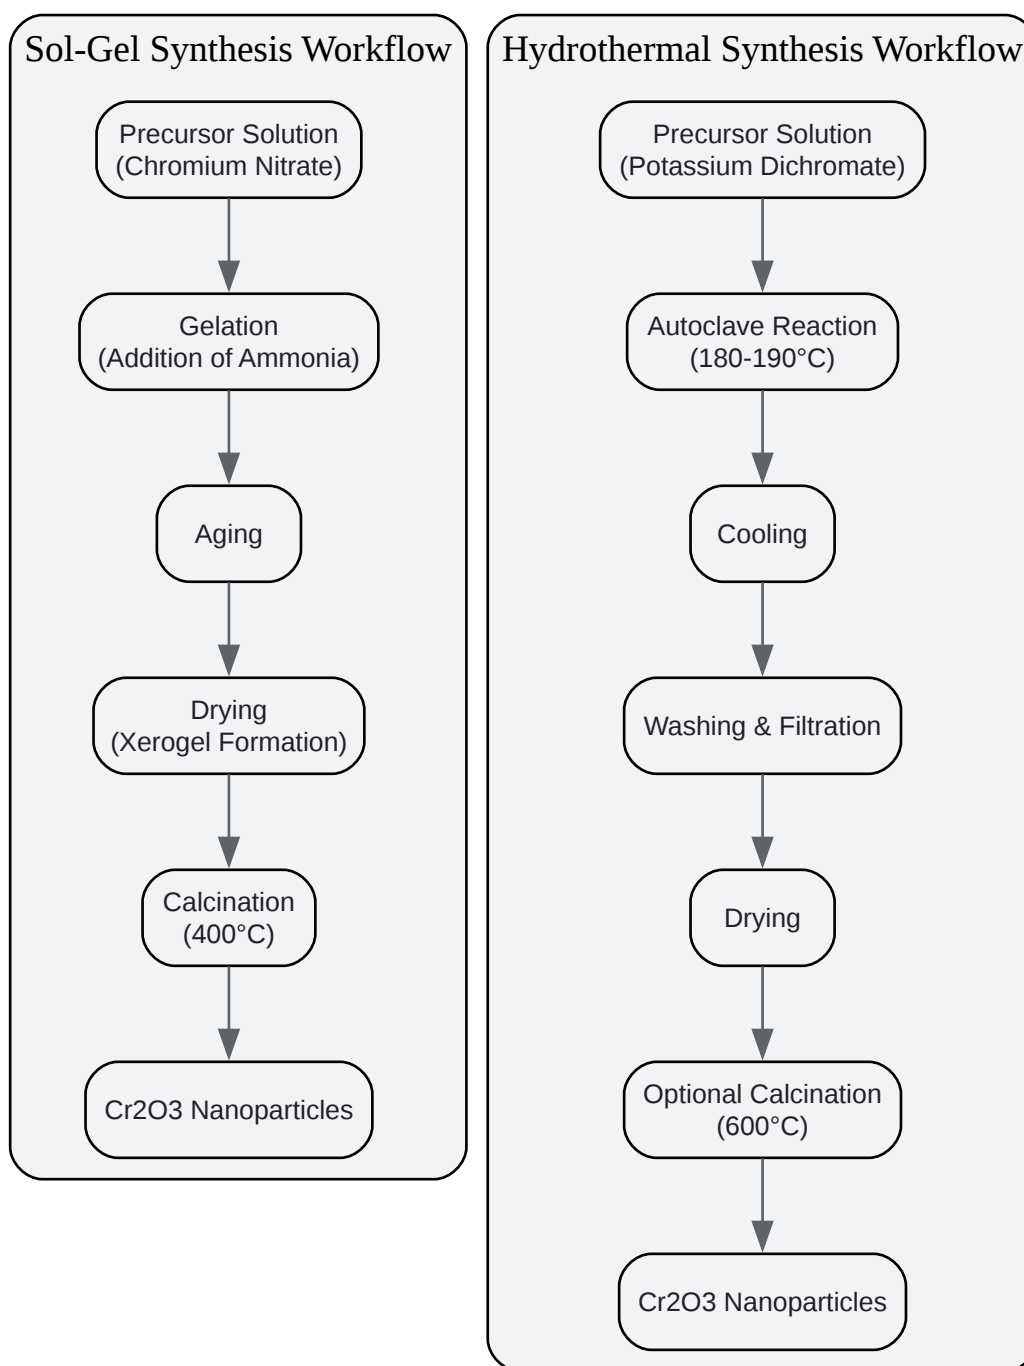 Sol-Gel Synthesis Workflow
Precursor Solution
(Chromium Nitrate)
Gelation
(Addition of Ammonia)
Aging
Drying
(Xerogel Formation)
Calcination
(400°C)
Cr2O3 Nanoparticles
Hydrothermal Synthesis Workflow
Precursor Solution
(Potassium Dichromate)
Autoclave Reaction
(180-190°C)
Cooling
Washing & Filtration
Drying
Optional Calcination
(600°C)
Cr2O3 Nanoparticles